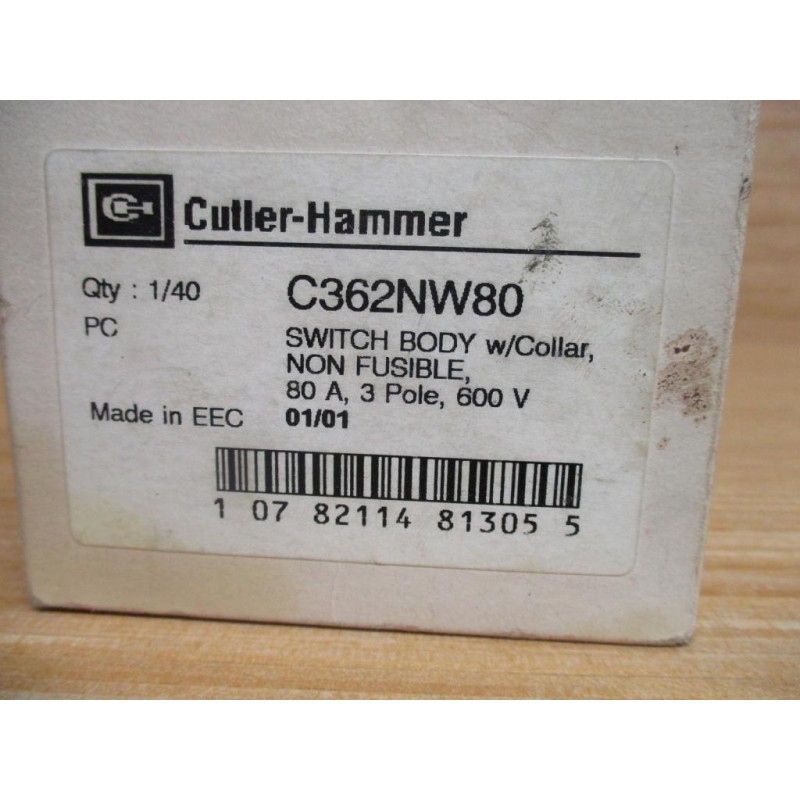 Cutler-Hammer
Qty : 1/40
PC
C362NW80
SWITCH BODY w/Collar,
NON FUSIBLE,
80 A, 3 Pole, 600 V
Made in EEC 01/01
1 07 82114 81305 5